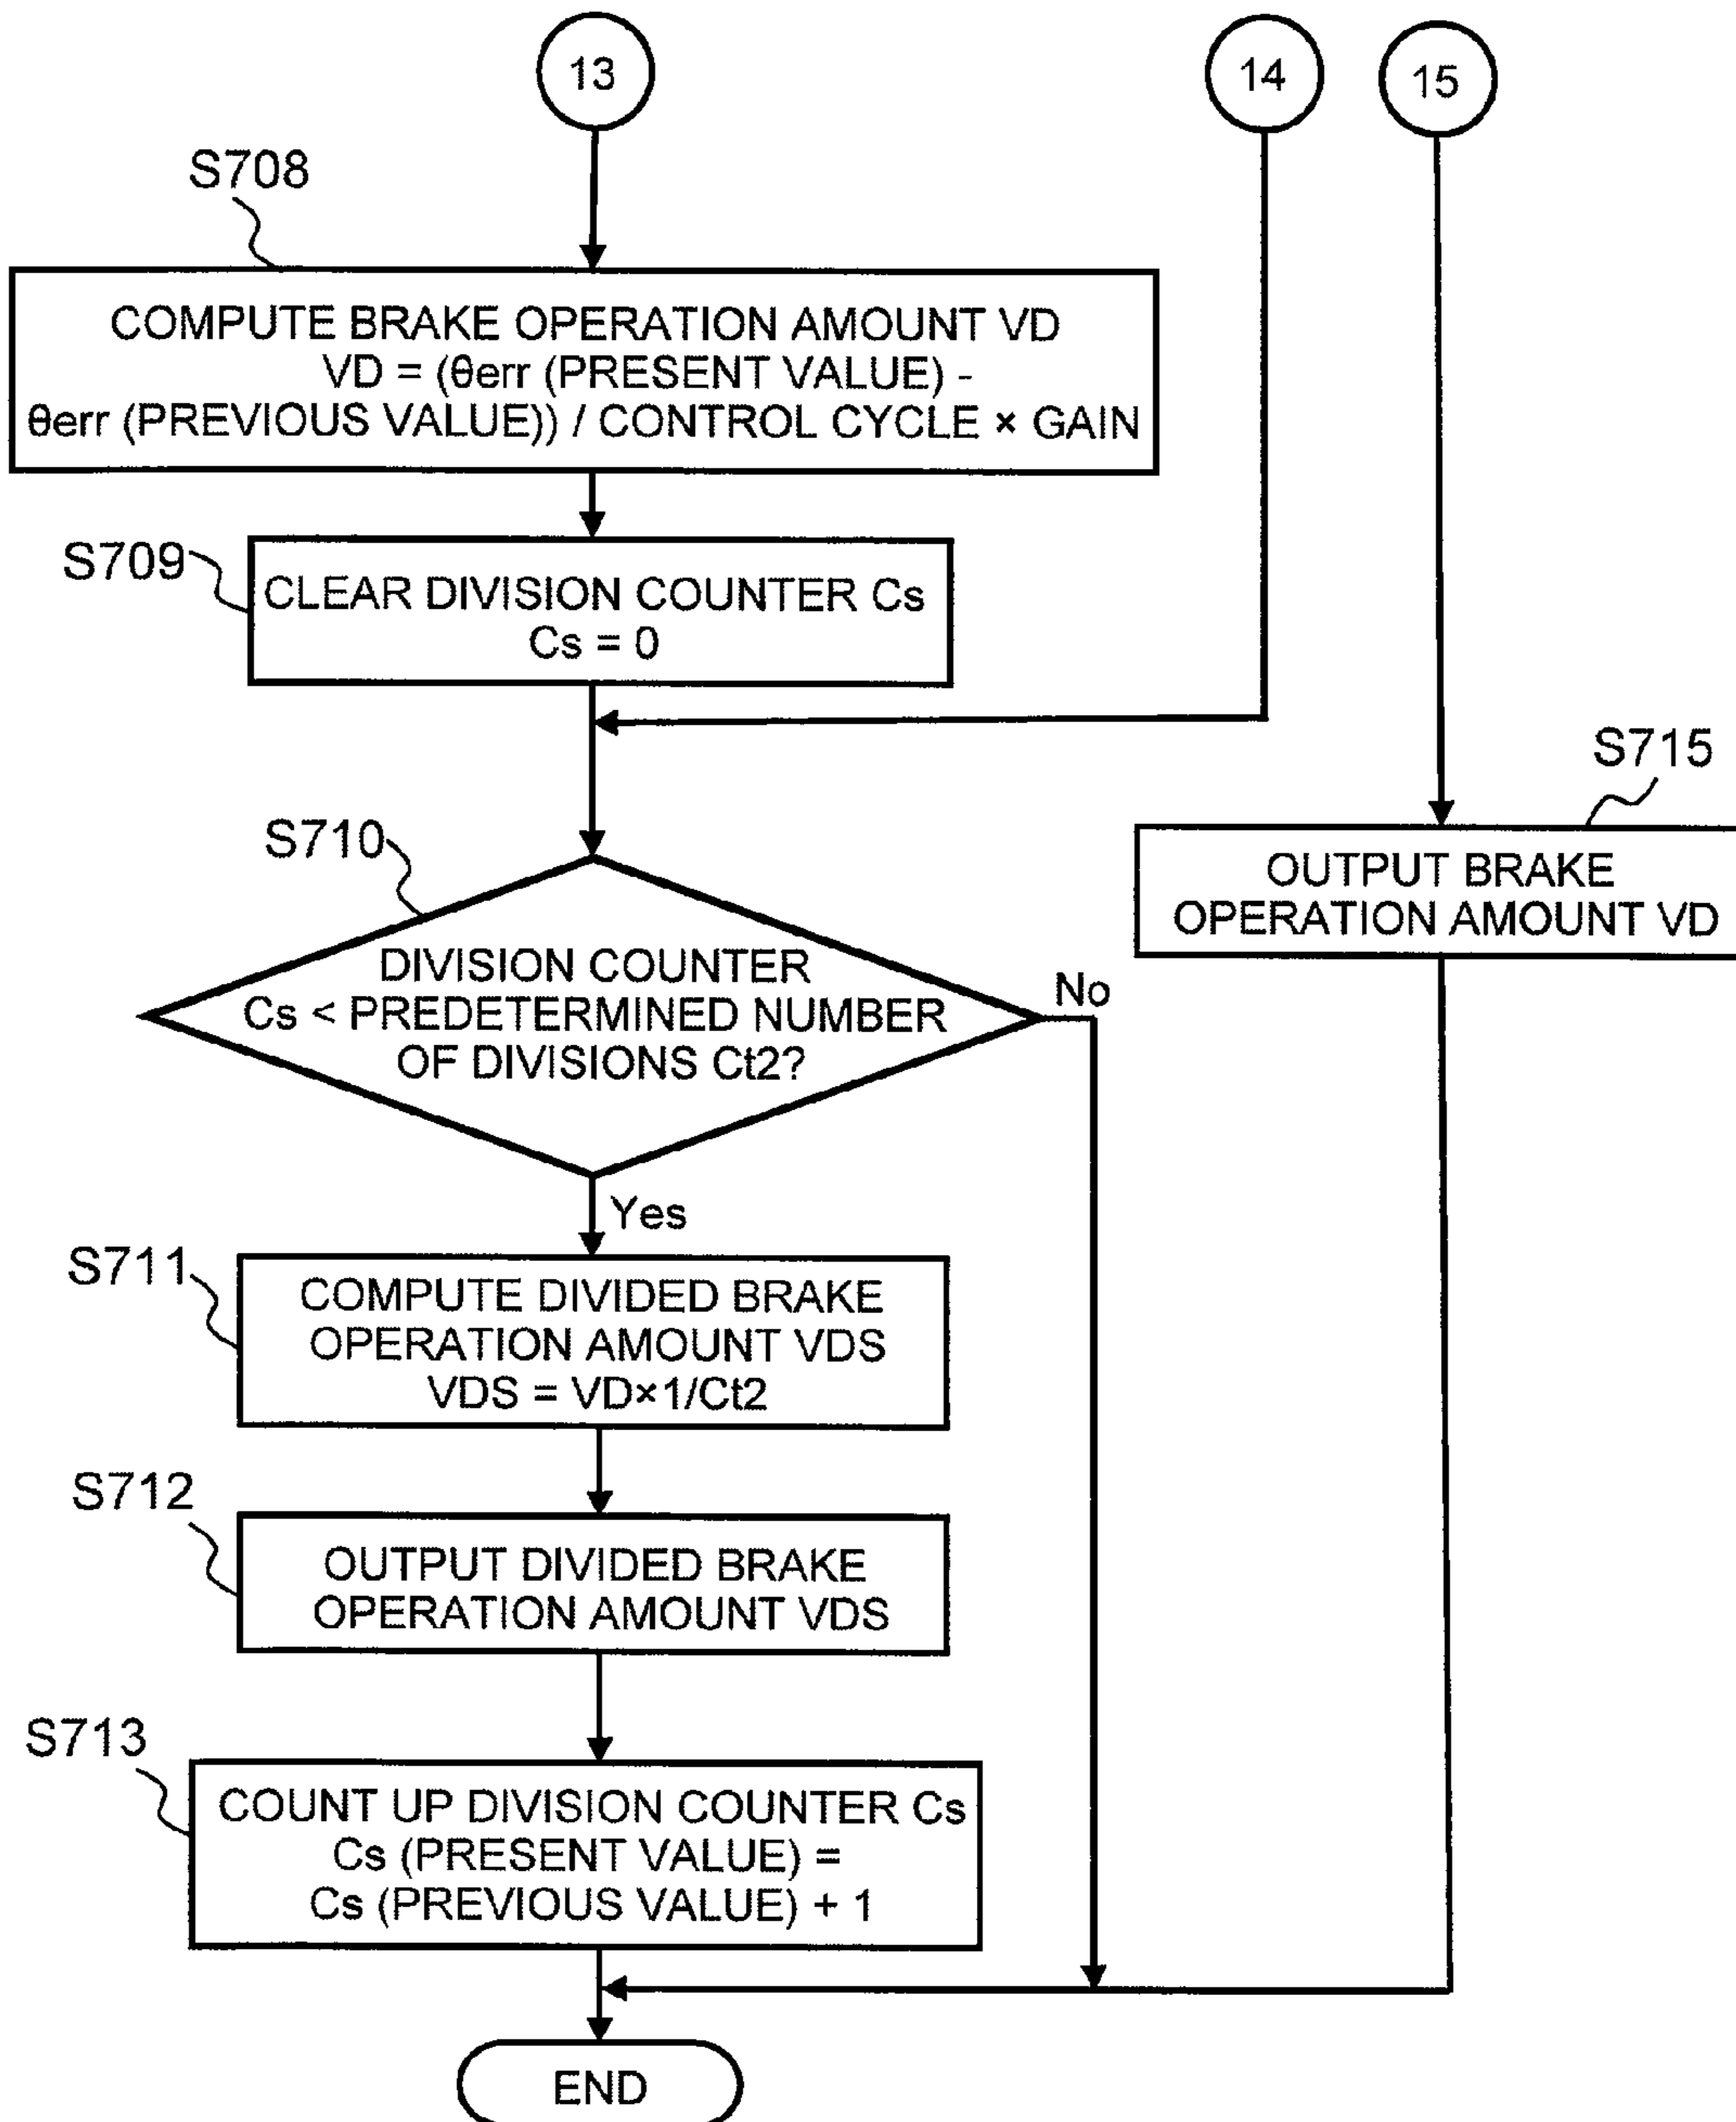 13
14
15
S708
COMPUTE BRAKE OPERATION AMOUNT VD
VD = (θerr (PRESENT VALUE) -
θerr (PREVIOUS VALUE)) / CONTROL CYCLE × GAIN
S709
CLEAR DIVISION COUNTER Cs
Cs = 0
S715
OUTPUT BRAKE
OPERATION AMOUNT VD
S710
DIVISION COUNTER
Cs < PREDETERMINED NUMBER
OF DIVISIONS Ct2?
No
Yes
S711
COMPUTE DIVIDED BRAKE
OPERATION AMOUNT VDS
VDS = VD×1/Ct2
S712
OUTPUT DIVIDED BRAKE
OPERATION AMOUNT VDS
S713
COUNT UP DIVISION COUNTER Cs
Cs (PRESENT VALUE) =
Cs (PREVIOUS VALUE) + 1
END